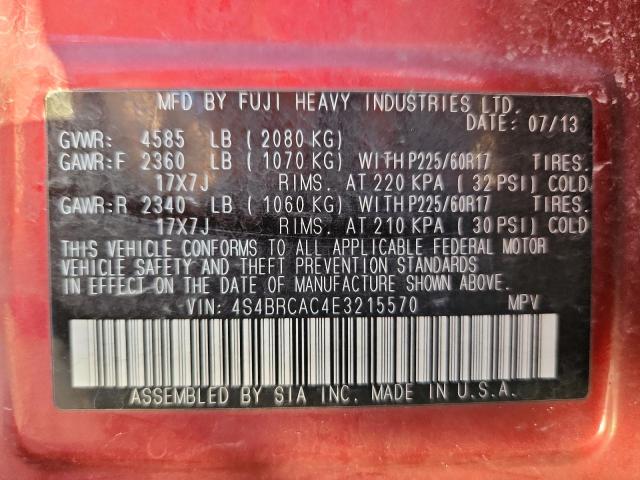 MFD BY FUJI HEAVY INDUSTRIES LTD.
DATE: 07/13
GVWR: 4585 LB ( 2080 KG)
GAWR:F 2360 LB ( 1070 KG) WITH P225/60R17 TIRES.
17X7J RIMS. AT 220 KPA ( 32 PSI) COLD
GAWR:R 2340 LB ( 1060 KG) WITH P225/60R17 TIRES.
17X7J RIMS. AT 210 KPA ( 30 PSI) COLD
THIS VEHICLE CONFORMS TO ALL APPLICABLE FEDERAL MOTOR
VEHICLE SAFETY AND THEFT PREVENTION STANDARDS
IN EFFECT ON THE DATE OF MANUFACTURE SHOWN ABOVE.
VIN: 4S4BRCAC4E3215570 MPV
ASSEMBLED BY SIA INC. MADE IN U.S.A.